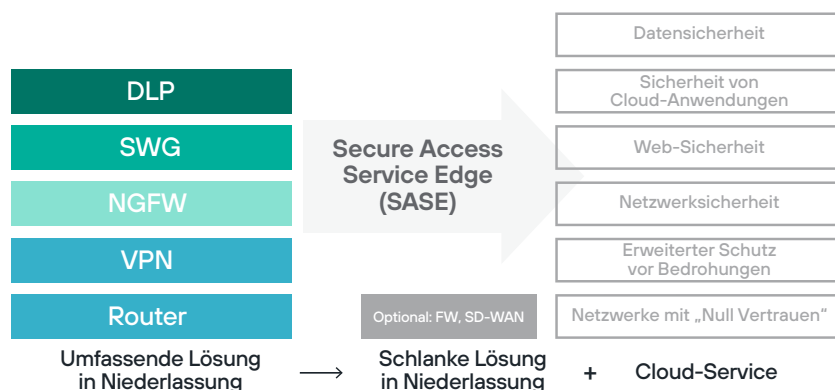 DLP
SWG
NGFW
VPN
Router
Umfassende Lösung
in Niederlassung
Secure Access
Service Edge
(SASE)
Optional: FW, SD-WAN
Schlanke Lösung
in Niederlassung
+
Datensicherheit
Sicherheit von
Cloud-Anwendungen
Web-Sicherheit
Netzwerksicherheit
Erweiterter Schutz
vor Bedrohungen
Netzwerke mit „Null Vertrauen“
Cloud-Service